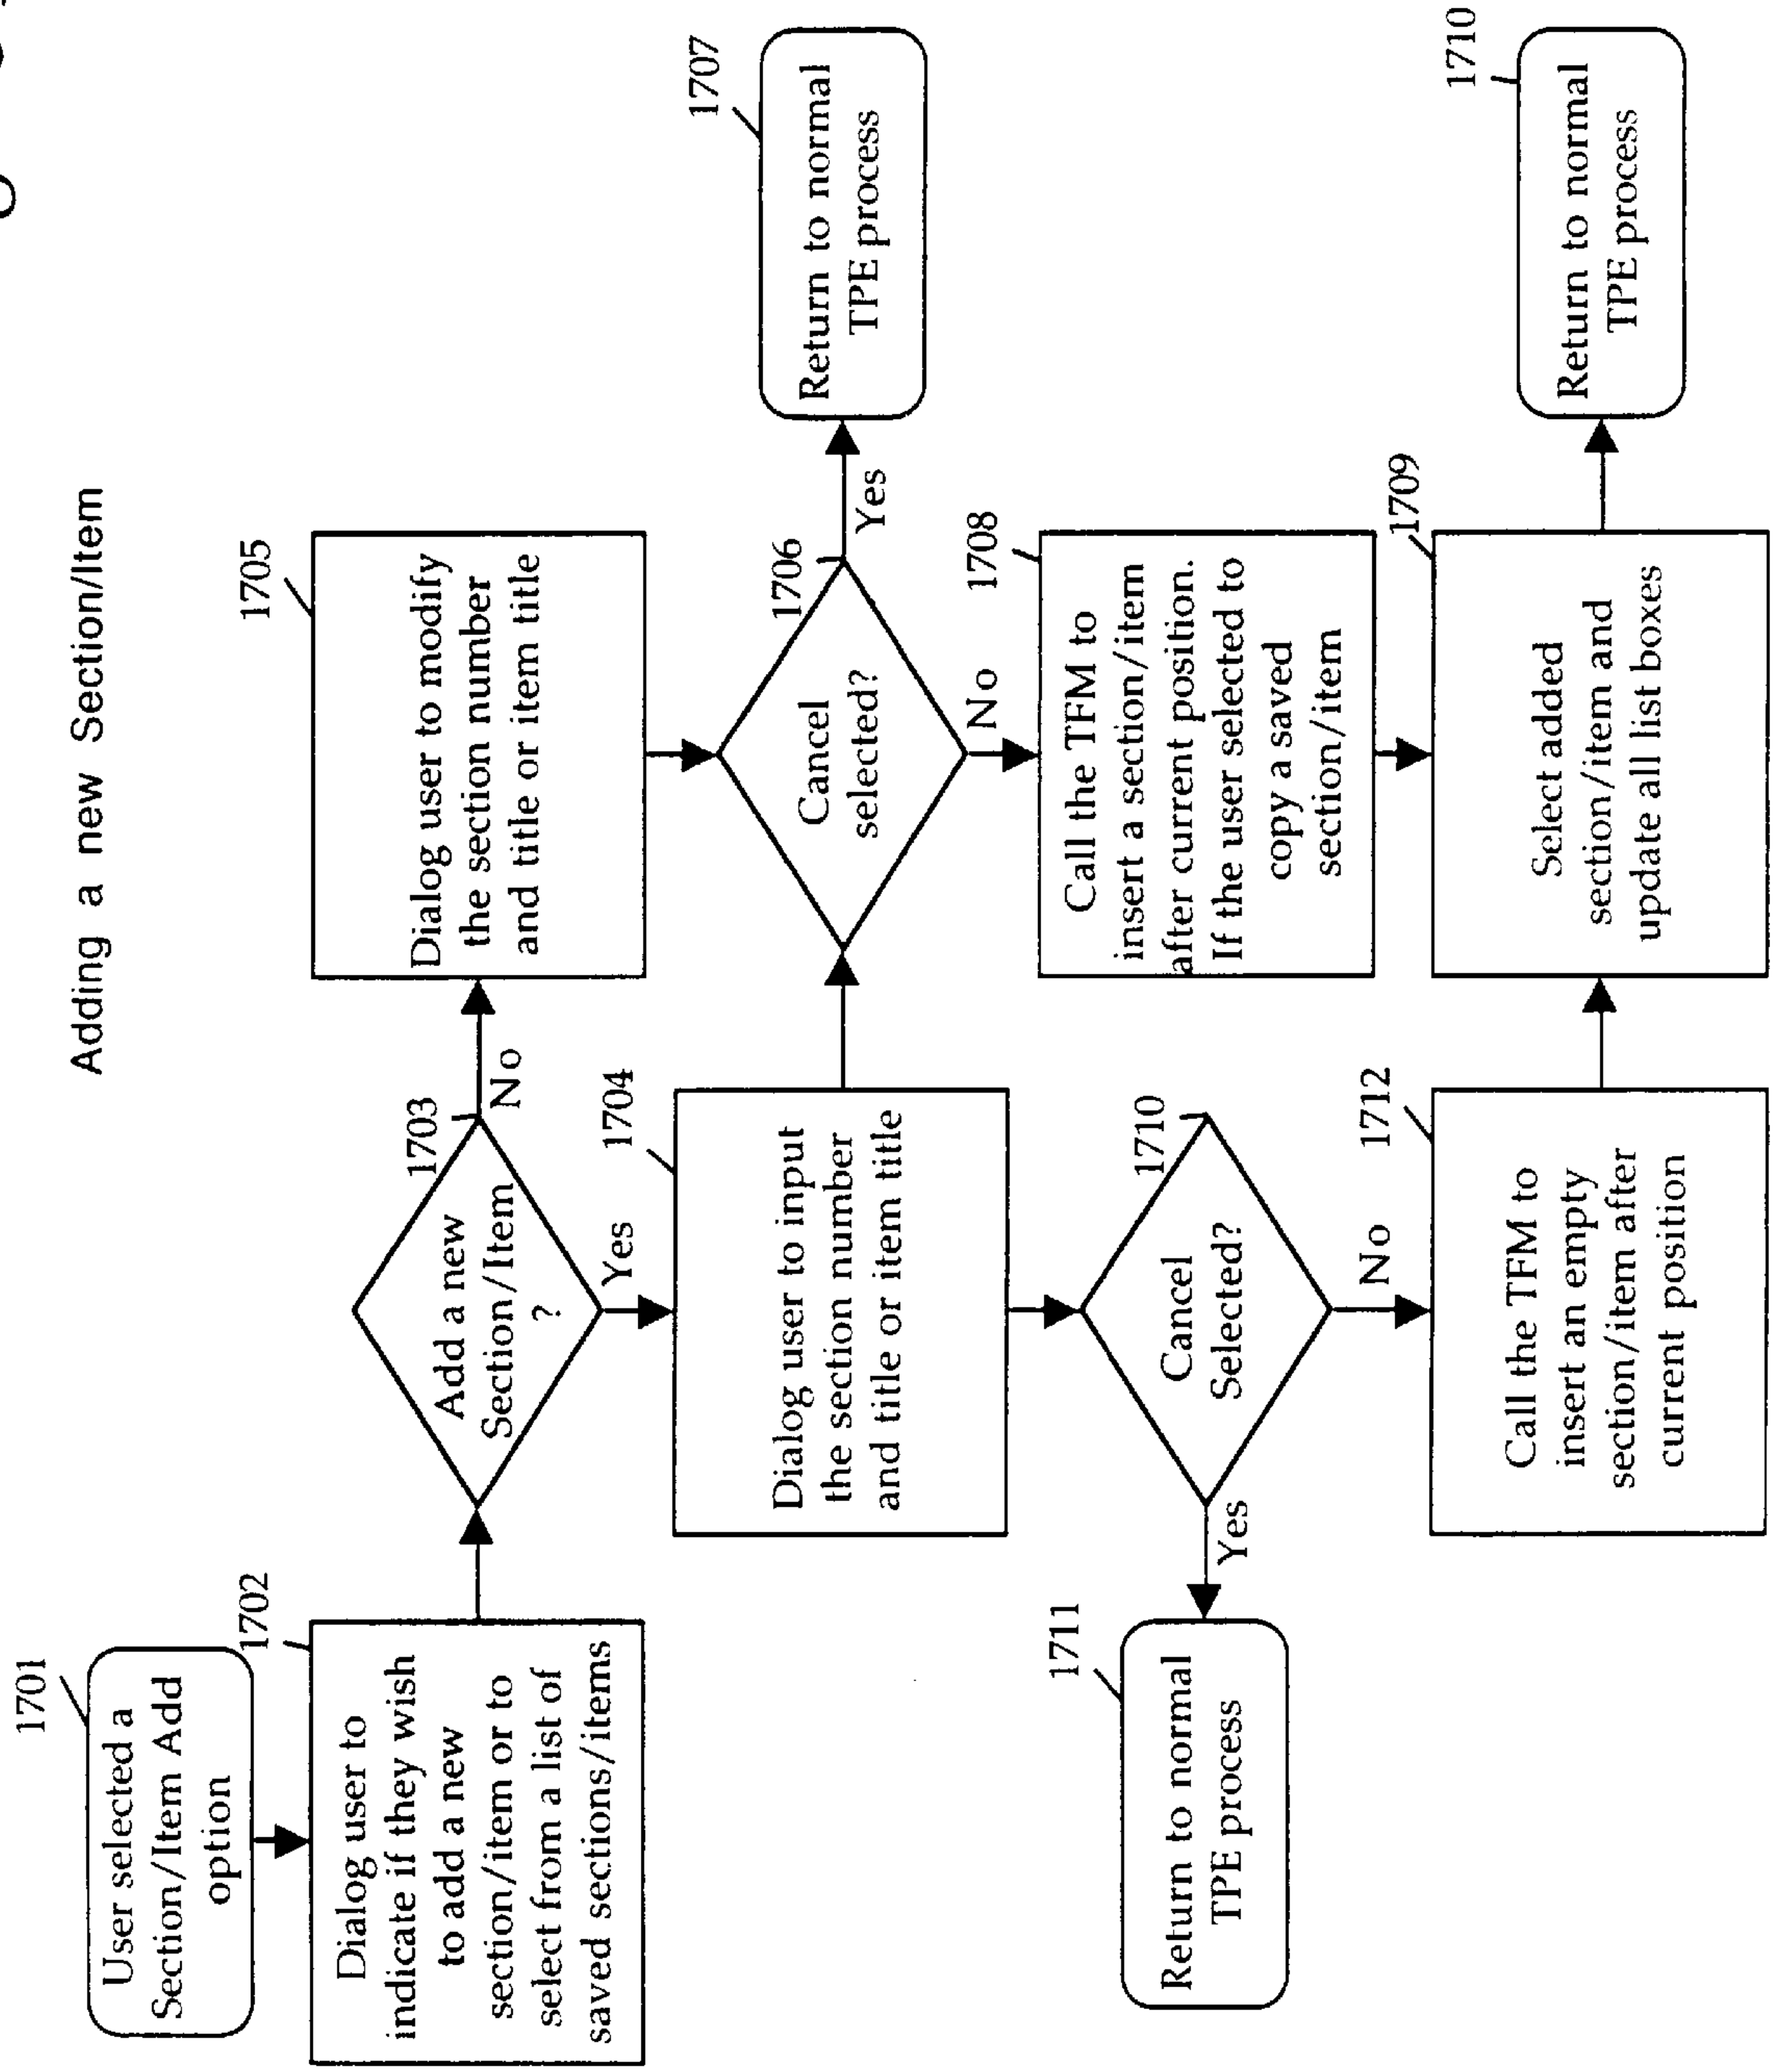 Adding a new Section/Item
1701
User selected a
Section/Item Add
option
1702
Dialog user to
indicate if they wish
to add a new
section/item or to
select from a list of
saved sections/items
1703
Add a new
Section/Item
?
No
Yes
1705
Dialog user to modify
the section number
and title or item title
1704
Dialog user to input
the section number
and title or item title
1706
Cancel
selected?
Yes
No
1707
Return to normal
TPE process
1708
Call the TFM to
insert a section/item
after current position.
If the user selected to
copy a saved
section/item
1710
Cancel
Selected?
Yes
No
1711
Return to normal
TPE process
1712
Call the TFM to
insert an empty
section/item after
current position
1709
Select added
section/item and
update all list boxes
1710
Return to normal
TPE process